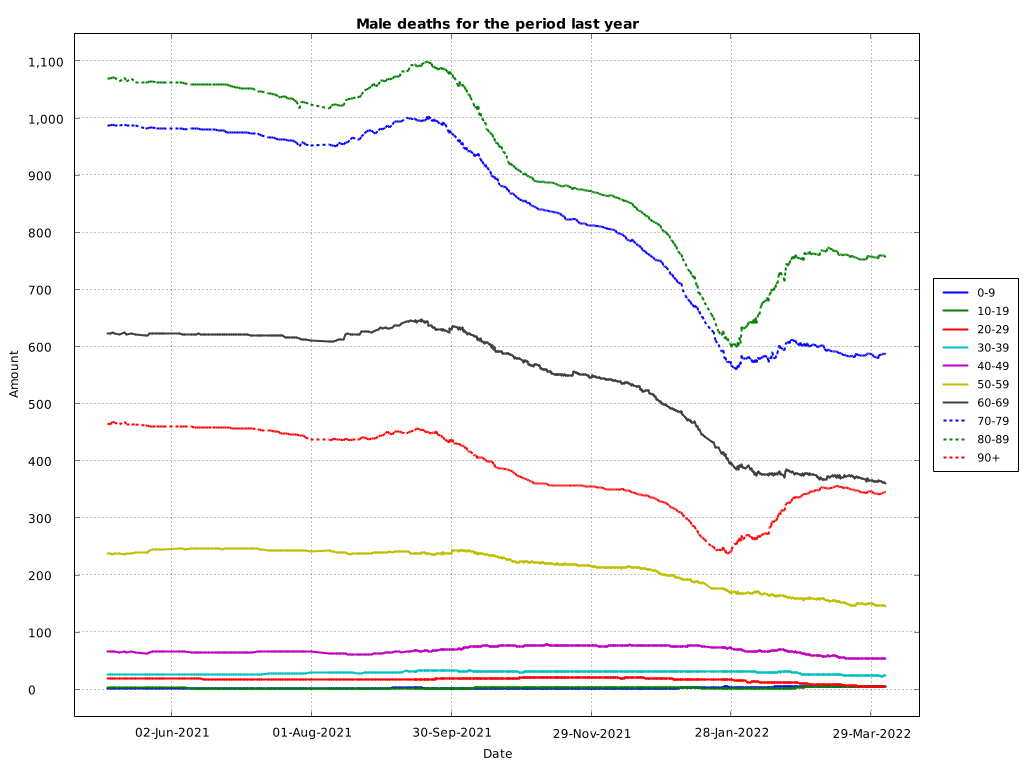 Male deaths for the period last year
Amount
1,100
1,000
900
800
700
600
500
400
300
200
100
0
02-Jun-2021
01-Aug-2021
30-Sep-2021
29-Nov-2021
28-Jan-2022
29-Mar-2022
Date
0-9
10-19
20-29
30-39
40-49
50-59
60-69
70-79
80-89
90+